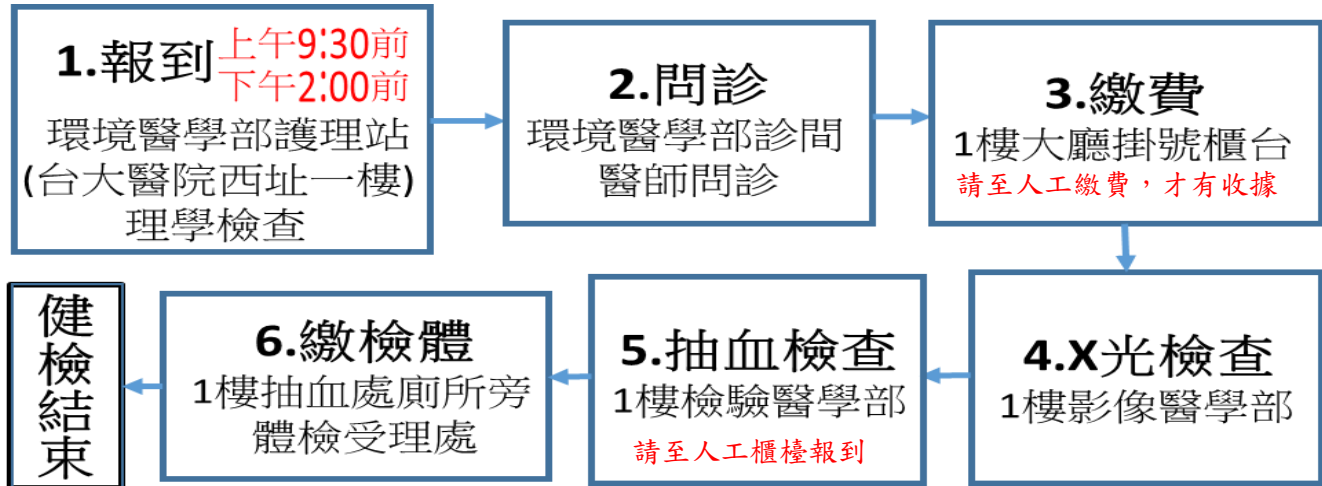 1.報到 上午9:30前
下午2:00前
環境醫學部護理站
(台大醫院西址一樓)
理學檢查
2.問診
環境醫學部診間
醫師問診
3.繳費
1樓大廳掛號櫃台
請至人工繳費，才有收據
4.X光檢查
1樓影像醫學部
5.抽血檢查
1樓檢驗醫學部
請至人工櫃檯報到
6.繳檢體
1樓抽血處廁所旁
體檢受理處
健檢結束